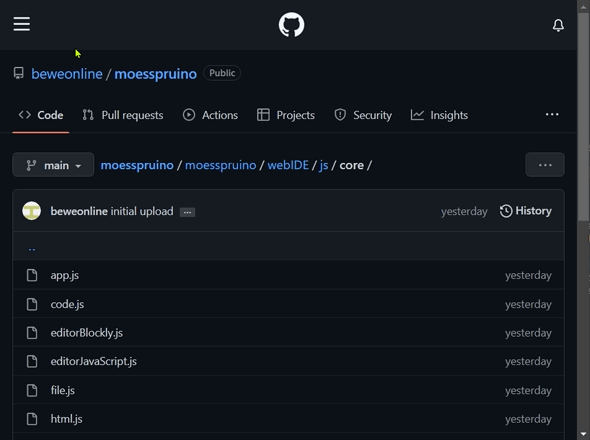 beweonline / moesspruino Public
Code Pull requests Actions Projects Security Insights ...
main moesspruino / moesspruino / webIDE / js / core / ...
beweonline initial upload ... yesterday History
..
app.js yesterday
code.js yesterday
editorBlockly.js yesterday
editorJavaScript.js yesterday
file.js yesterday
html.js yesterday